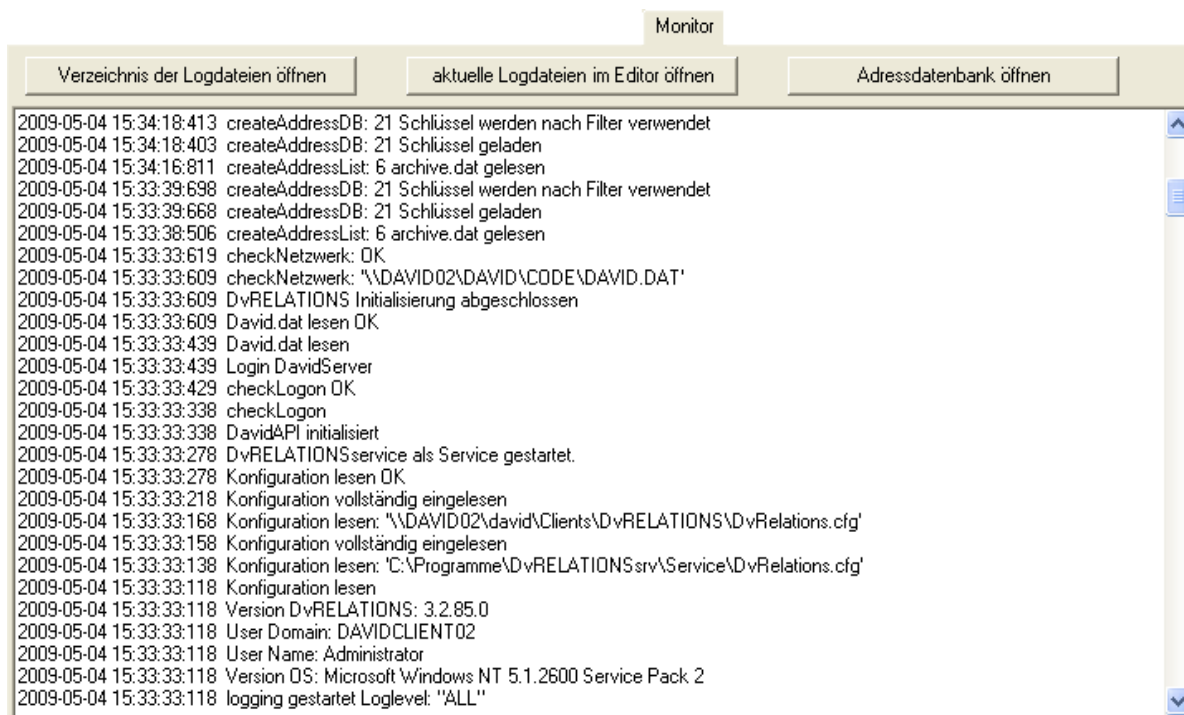 Monitor
Verzeichnis der Logdateien öffnen
aktuelle Logdateien im Editor öffnen
Adressdatenbank öffnen
2009-05-04 15:34:18:413 createAddressDB: 21 Schlüssel werden nach Filter verwendet
2009-05-04 15:34:18:403 createAddressDB: 21 Schlüssel geladen
2009-05-04 15:34:16:811 createAddressList: 6 archive.dat gelesen
2009-05-04 15:33:39:698 createAddressDB: 21 Schlüssel werden nach Filter verwendet
2009-05-04 15:33:39:668 createAddressDB: 21 Schlüssel geladen
2009-05-04 15:33:38:506 createAddressList: 6 archive.dat gelesen
2009-05-04 15:33:33:619 checkNetzwerk: OK
2009-05-04 15:33:33:609 checkNetzwerk: '\\DAVID02\DAVID\CODE\DAVID.DAT'
2009-05-04 15:33:33:609 DvRELATIONS Initialisierung abgeschlossen
2009-05-04 15:33:33:609 David.dat lesen OK
2009-05-04 15:33:33:439 David.dat lesen
2009-05-04 15:33:33:439 Login DavidServer
2009-05-04 15:33:33:429 checkLogon OK
2009-05-04 15:33:33:338 checkLogon
2009-05-04 15:33:33:338 DavidAPI initialisiert
2009-05-04 15:33:33:278 DvRELATIONSservice als Service gestartet.
2009-05-04 15:33:33:278 Konfiguration lesen OK
2009-05-04 15:33:33:218 Konfiguration vollständig eingelesen
2009-05-04 15:33:33:168 Konfiguration lesen: '\\DAVID02\david\Clients\DvRELATIONS\DvRelations.cfg'
2009-05-04 15:33:33:158 Konfiguration vollständig eingelesen
2009-05-04 15:33:33:138 Konfiguration lesen: 'C:\Programme\DvRELATIONSsrv\Service\DvRelations.cfg'
2009-05-04 15:33:33:118 Konfiguration lesen
2009-05-04 15:33:33:118 Version DvRELATIONS: 3.2.85.0
2009-05-04 15:33:33:118 User Domain: DAVIDCLIENT02
2009-05-04 15:33:33:118 User Name: Administrator
2009-05-04 15:33:33:118 Version OS: Microsoft Windows NT 5.1.2600 Service Pack 2
2009-05-04 15:33:33:118 logging gestartet Loglevel: "ALL"